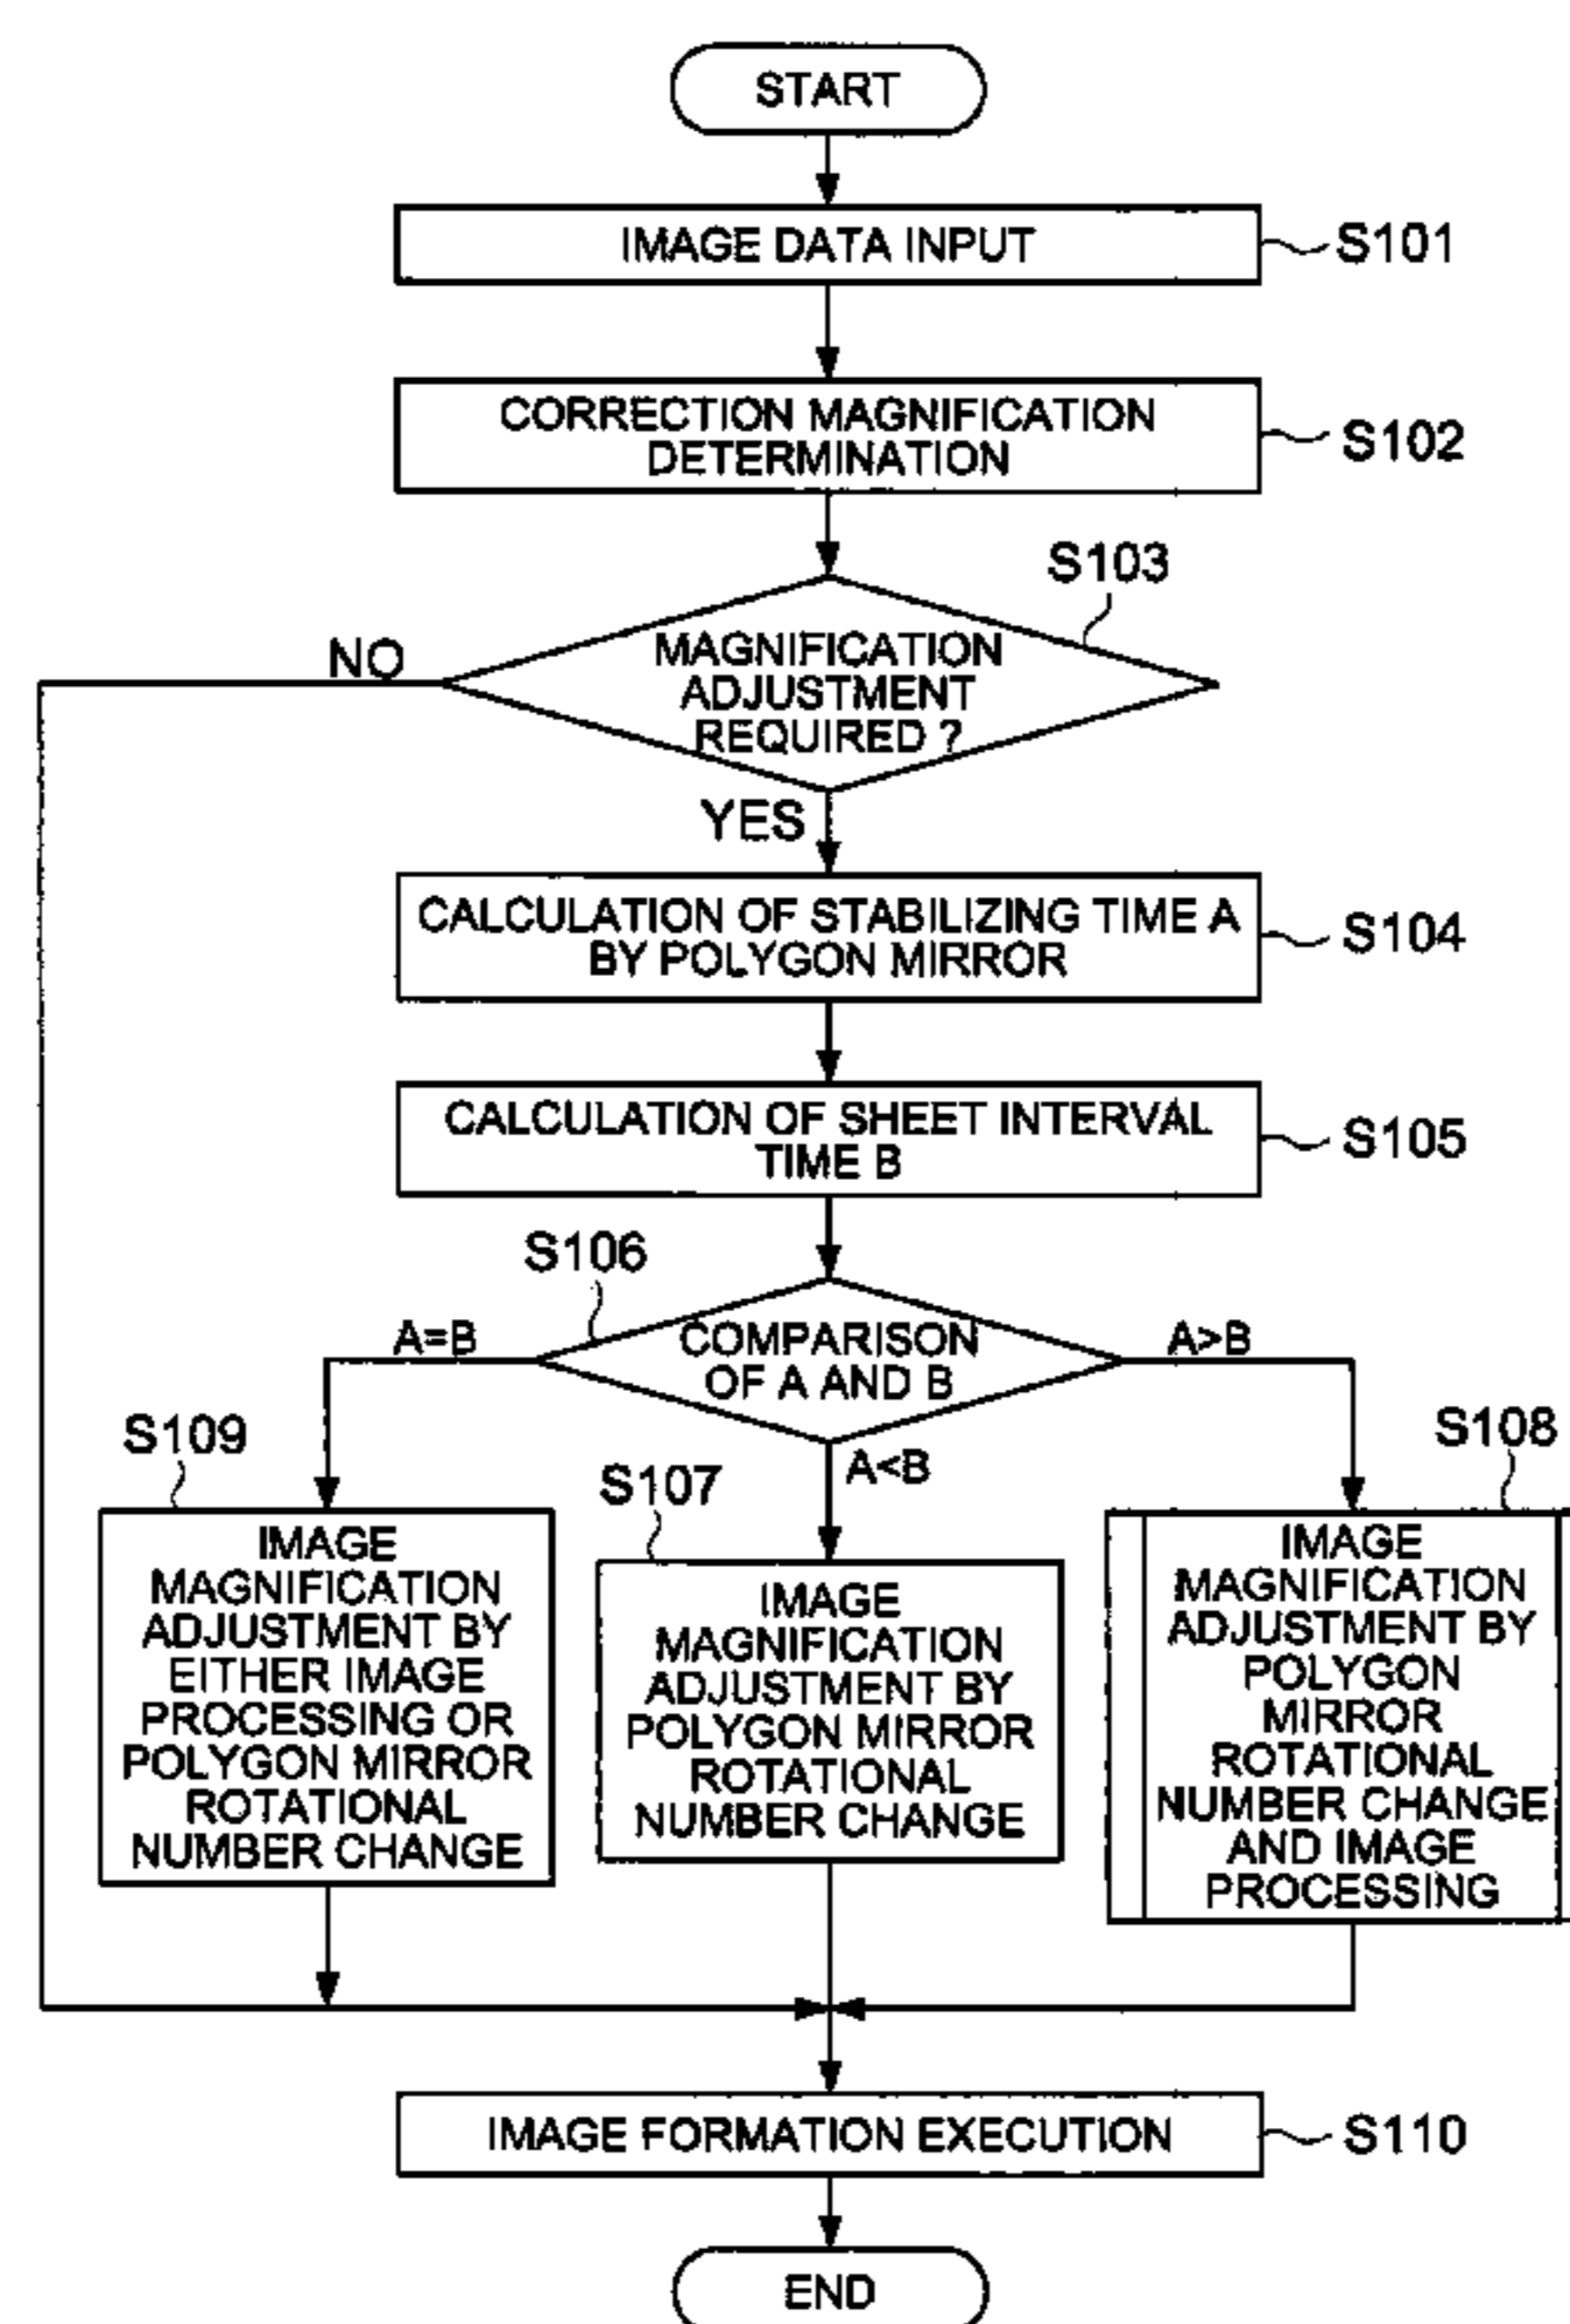 START
IMAGE DATA INPUT
S101
CORRECTION MAGNIFICATION
DETERMINATION
S102
S103
MAGNIFICATION
ADJUSTMENT
REQUIRED ?
NO
YES
CALCULATION OF STABILIZING TIME A
BY POLYGON MIRROR
S104
CALCULATION OF SHEET INTERVAL
TIME B
S105
S106
COMPARISON
OF A AND B
A=B
A<B
A>B
S109
IMAGE
MAGNIFICATION
ADJUSTMENT BY
EITHER IMAGE
PROCESSING OR
POLYGON MIRROR
ROTATIONAL
NUMBER CHANGE
S107
IMAGE
MAGNIFICATION
ADJUSTMENT BY
POLYGON MIRROR
ROTATIONAL
NUMBER CHANGE
S108
IMAGE
MAGNIFICATION
ADJUSTMENT BY
POLYGON
MIRROR
ROTATIONAL
NUMBER CHANGE
AND IMAGE
PROCESSING
IMAGE FORMATION EXECUTION
S110
END